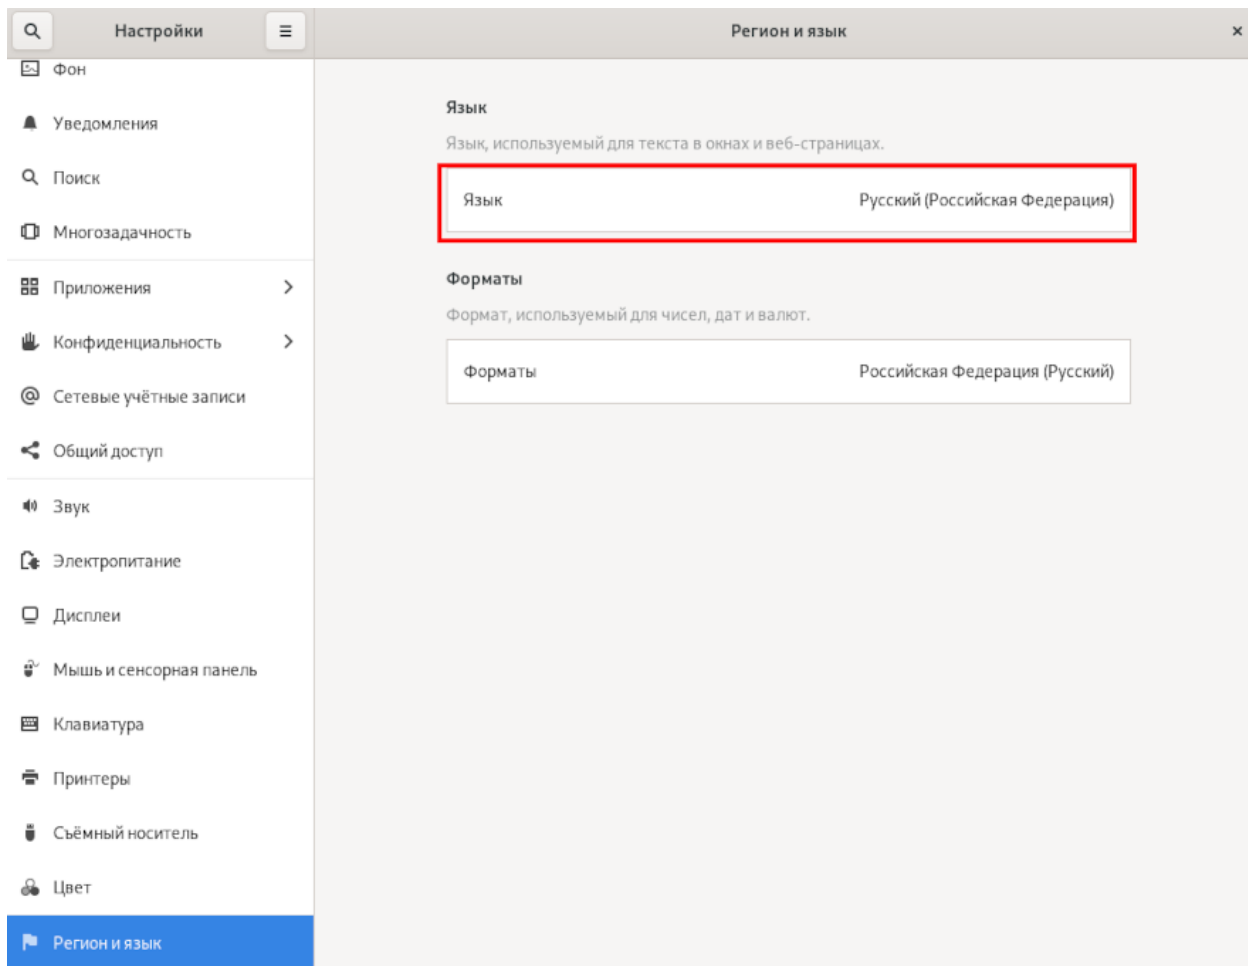 Настройки
Регион и язык
Фон
Уведомления
Поиск
Многозадачность
Приложения
Конфиденциальность
Сетевые учётные записи
Общий доступ
Звук
Электропитание
Дисплеи
Мышь и сенсорная панель
Клавиатура
Принтеры
Съёмный носитель
Цвет
Регион и язык
Язык
Язык, используемый для текста в окнах и веб-страницах.
Язык Русский (Российская Федерация)
Форматы
Формат, используемый для чисел, дат и валют.
Форматы Российская Федерация (Русский)